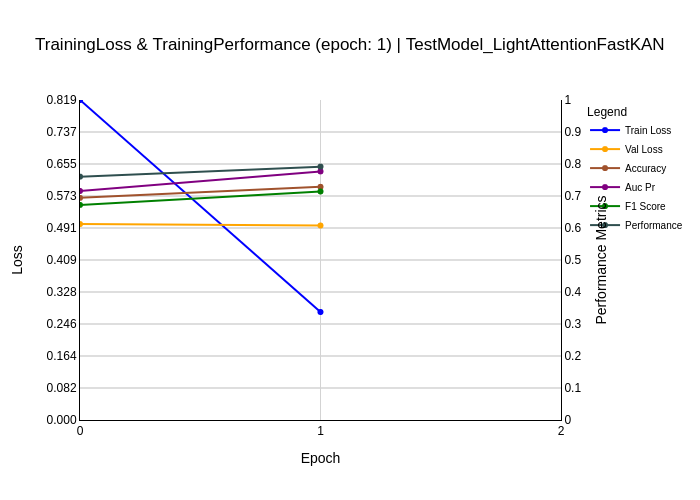 TrainingLoss & TrainingPerformance (epoch: 1) | TestModel_LightAttentionFastKAN
0.819
0.737
0.655
0.573
0.491
0.409
0.328
0.246
0.164
0.082
0.000
Loss
0
1
2
Epoch
1
0.9
0.8
0.7
0.6
0.5
0.4
0.3
0.2
0.1
0
Performance Metrics
Legend
Train Loss
Val Loss
Accuracy
Auc Pr
F1 Score
Performance